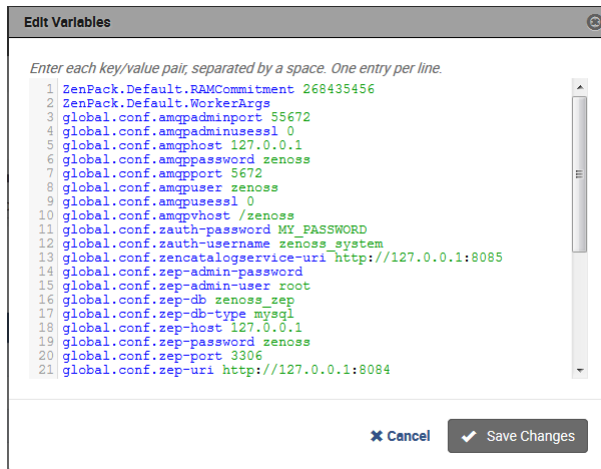 Edit Variables
Enter each key/value pair, separated by a space. One entry per line.
1 ZenPack.Default.RAMCommitment 268435456
2 ZenPack.Default.WorkerArgs
3 global.conf.amqpadminport 55672
4 global.conf.amqpadminusessl 0
5 global.conf.amqphost 127.0.0.1
6 global.conf.amqppassword zenoss
7 global.conf.amqpport 5672
8 global.conf.amqpuser zenoss
9 global.conf.amqpusessl 0
10 global.conf.amqpvhost /zenoss
11 global.conf.zauth-password MY_PASSWORD
12 global.conf.zauth-username zenoss_system
13 global.conf.zencatalogservice-uri http://127.0.0.1:8085
14 global.conf.zep-admin-password
15 global.conf.zep-admin-user root
16 global.conf.zep-db zenoss_zep
17 global.conf.zep-db-type mysql
18 global.conf.zep-host 127.0.0.1
19 global.conf.zep-password zenoss
20 global.conf.zep-port 3306
21 global.conf.zep-uri http://127.0.0.1:8084
Cancel
Save Changes